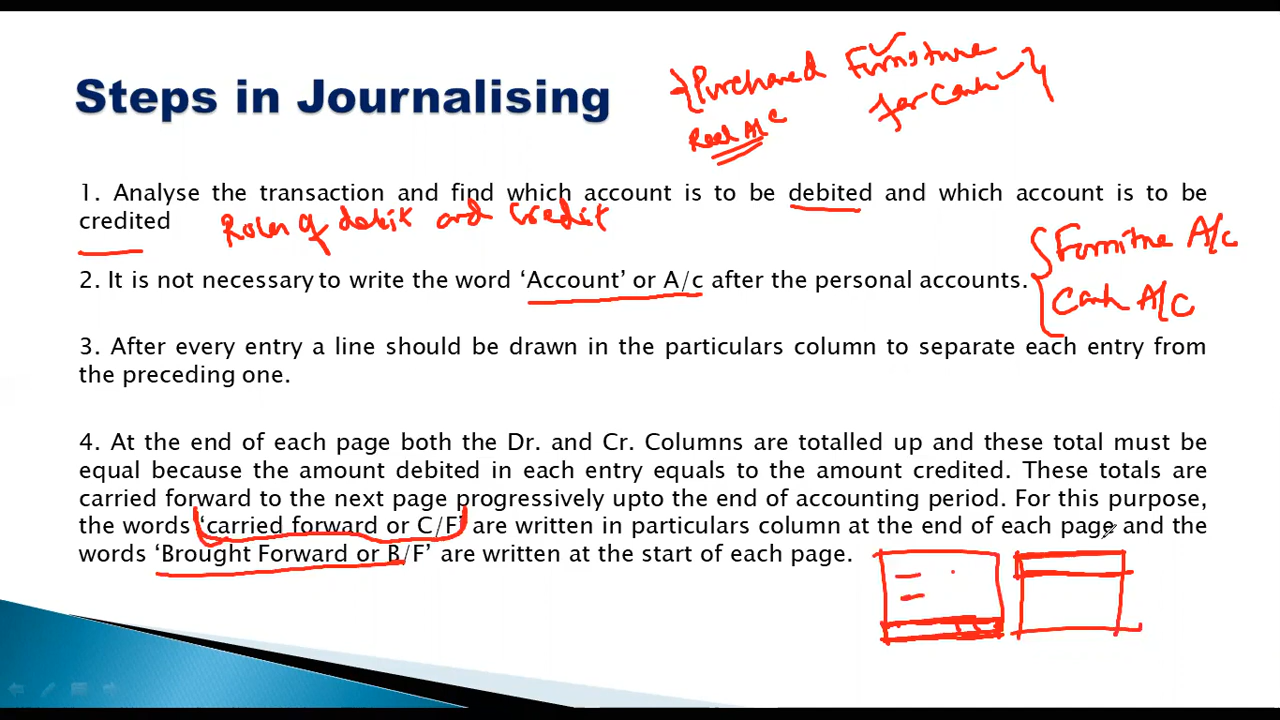 Steps in Journalising
Purchased Furniture
for Cash
Real A/c
1. Analyse the transaction and find which account is to be debited and which account is to be
credited
Rules of debit and credit
Furnitue A/c
2. It is not necessary to write the word ‘Account’ or A/c after the personal accounts.
Cash A/c
3. After every entry a line should be drawn in the particulars column to separate each entry from
the preceding one.
4. At the end of each page both the Dr. and Cr. Columns are totalled up and these total must be
equal because the amount debited in each entry equals to the amount credited. These totals are
carried forward to the next page progressively upto the end of accounting period. For this purpose,
the words ‘carried forward or C/F’ are written in particulars column at the end of each page and the
words ‘Brought Forward or B/F’ are written at the start of each page.